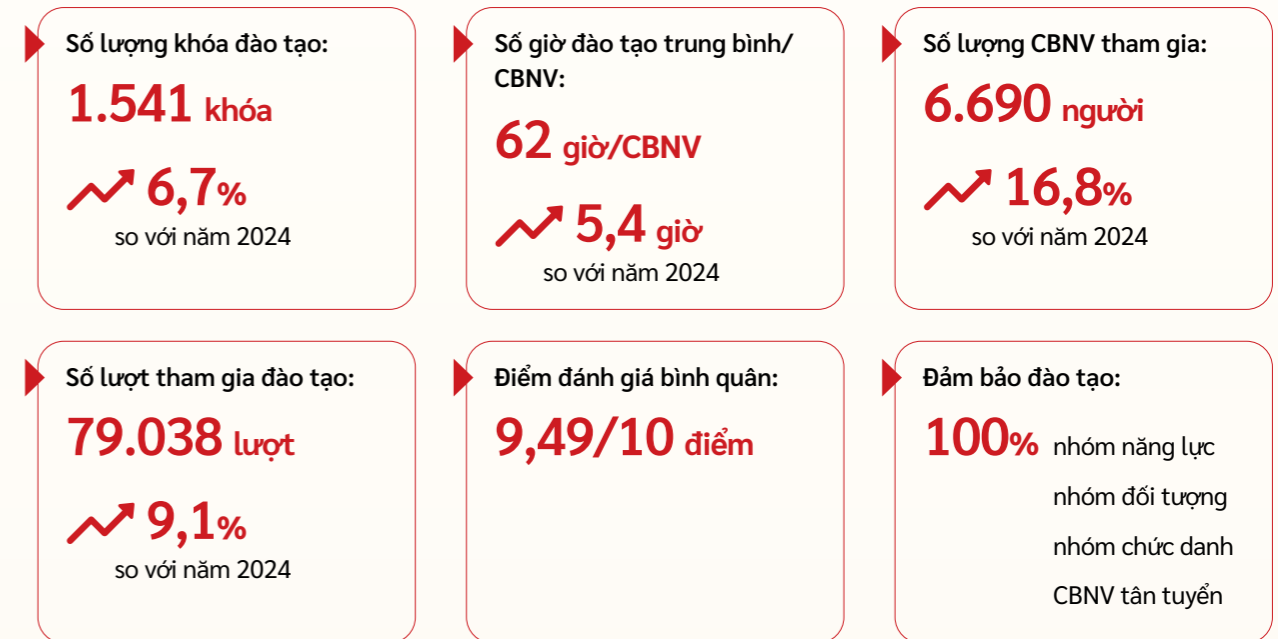 Số lượng khóa đào tạo:
1.541 khóa
6,7%
so với năm 2024
Số giờ đào tạo trung bình/
CBNV:
62 giờ/CBNV
5,4 giờ
so với năm 2024
Số lượng CBNV tham gia:
6.690 người
16,8%
so với năm 2024
Số lượt tham gia đào tạo:
79.038 lượt
9,1%
so với năm 2024
Điểm đánh giá bình quân:
9,49/10 điểm
Đảm bảo đào tạo:
100% nhóm năng lực
nhóm đối tượng
nhóm chức danh
CBNV tân tuyển